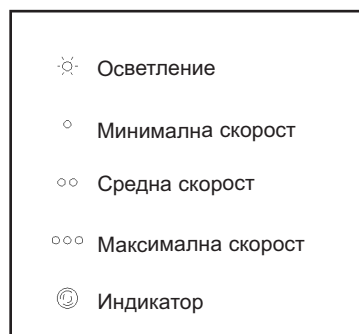 Осветление
Минимална скорост
Средна скорост
Максимална скорост
Индикатор